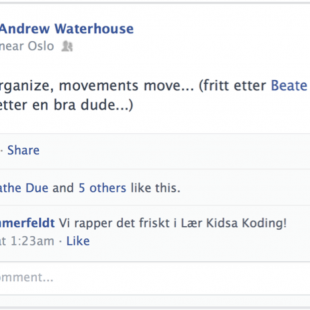 Andrew Waterhouse
near Oslo
rganize, movements move... (fritt etter Beate
etter en bra dude...)
· Share
athe Due and 5 others like this.
merfeldt Vi rapper det friskt i Lær Kidsa Koding!
at 1:23am · Like
omment...